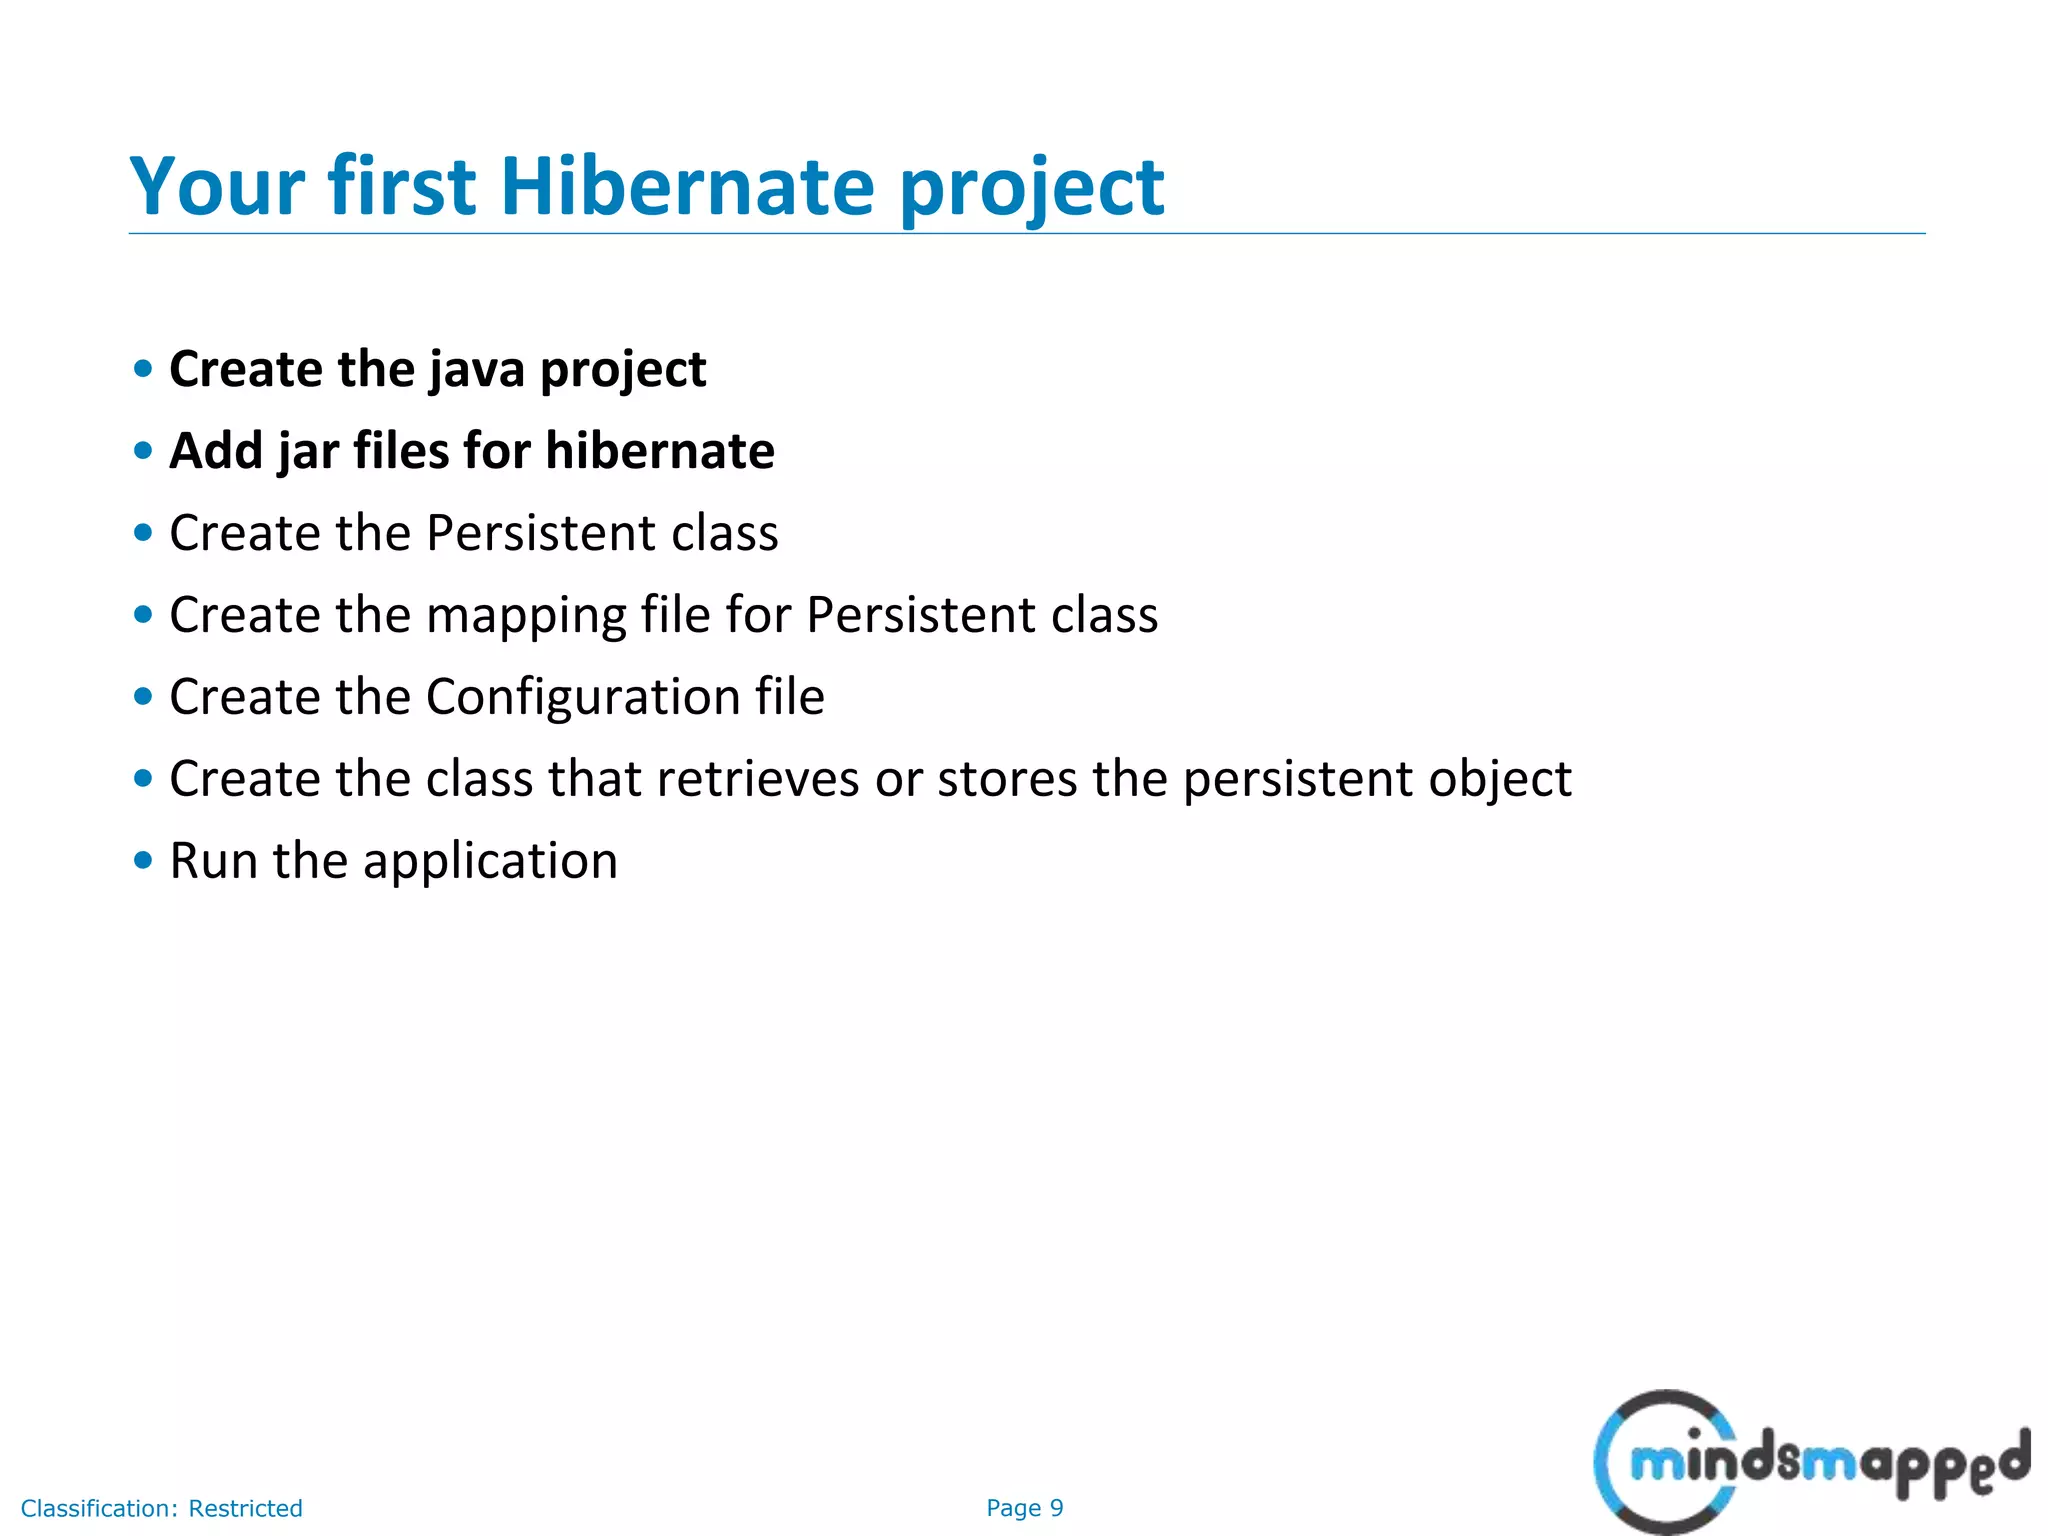 Your first Hibernate project
• Create the java project
• Add jar files for hibernate
• Create the Persistent class
• Create the mapping file for Persistent class
• Create the Configuration file
• Create the class that retrieves or stores the persistent object
• Run the application
mindsmapped
Classification: Restricted
Page 9